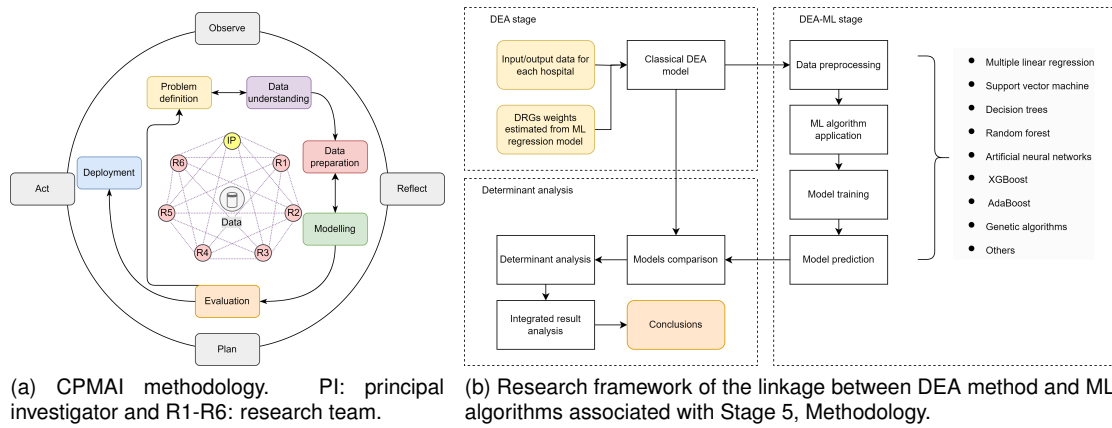 Observe
Problem
definition
Data
understanding
IP
R6
R1
Data
preparation
Deployment
Act
Reflect
R5
R2
Data
Modelling
R4
R3
Evaluation
Plan
(a) CPMAI methodology. PI: principal
investigator and R1-R6: research team.
DEA stage
Input/output data for
each hospital
Classical DEA
model
DRGs weights
estimated from ML
regression model
Determinant analysis
Determinant analysis
Models comparison
Integrated result
analysis
Conclusions
DEA-ML stage
Data preprocessing
ML algorithm
application
Model training
Model prediction
Multiple linear regression
Support vector machine
Decision trees
Random forest
Artificial neural networks
XGBoost
AdaBoost
Genetic algorithms
Others
(b) Research framework of the linkage between DEA method and ML
algorithms associated with Stage 5, Methodology.